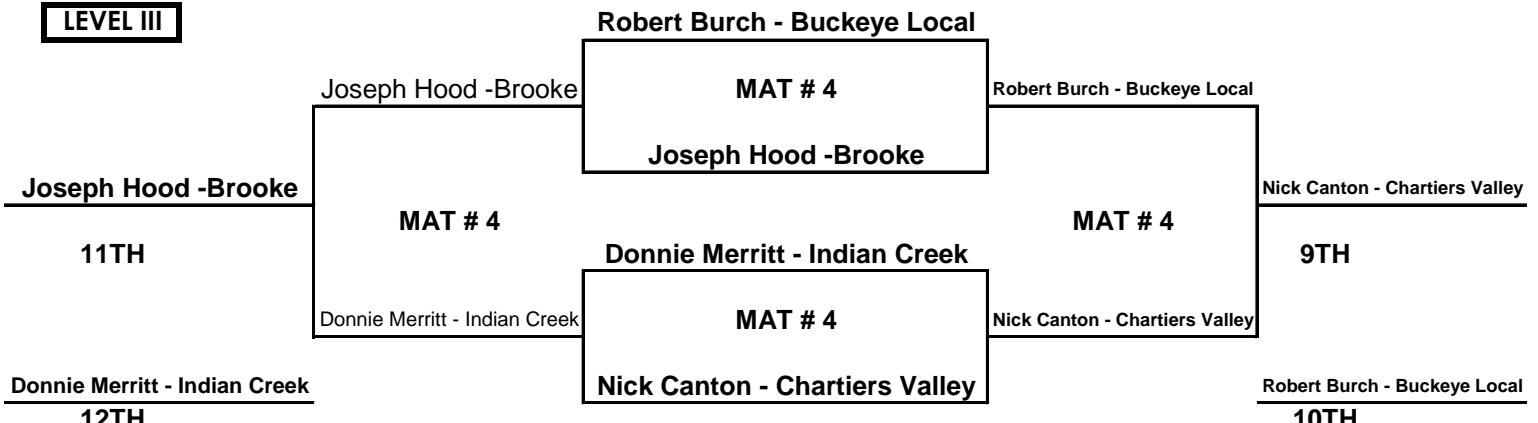 LEVEL III
Robert Burch - Buckeye Local
Joseph Hood -Brooke
MAT # 4
Robert Burch - Buckeye Local
Joseph Hood -Brooke
Joseph Hood -Brooke
Nick Canton - Chartiers Valley
MAT # 4
MAT # 4
11TH
Donnie Merritt - Indian Creek
9TH
Donnie Merritt - Indian Creek
MAT # 4
Nick Canton - Chartiers Valley
Donnie Merritt - Indian Creek
Nick Canton - Chartiers Valley
Robert Burch - Buckeye Local
12TH
10TH